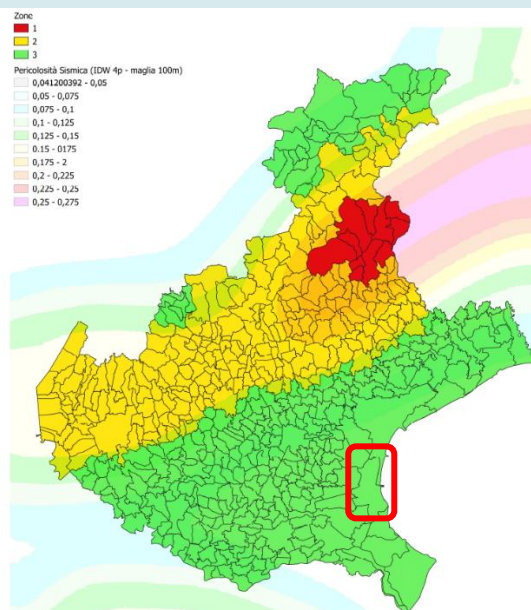 Zone
1
2
3
Pericolosità Sismica (IDW 4p - maglia 100m)
0,041200392 - 0,05
0,05 - 0,075
0,075 - 0,1
0,1 - 0,125
0,125 - 0,15
0.15 - 0175
0,175 - 2
0,2 - 0,225
0,225 - 0,25
0,25 - 0,275